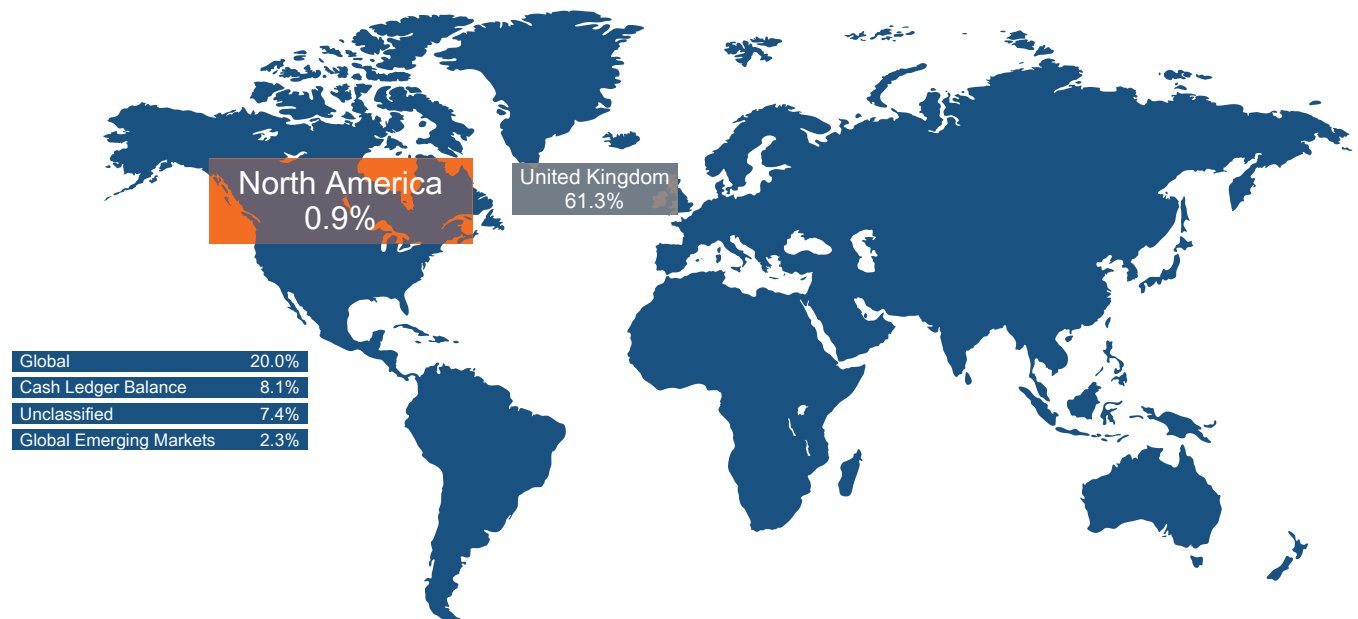 North America
0.9%
United Kingdom
61.3%
Global 20.0%
Cash Ledger Balance 8.1%
Unclassified 7.4%
Global Emerging Markets 2.3%